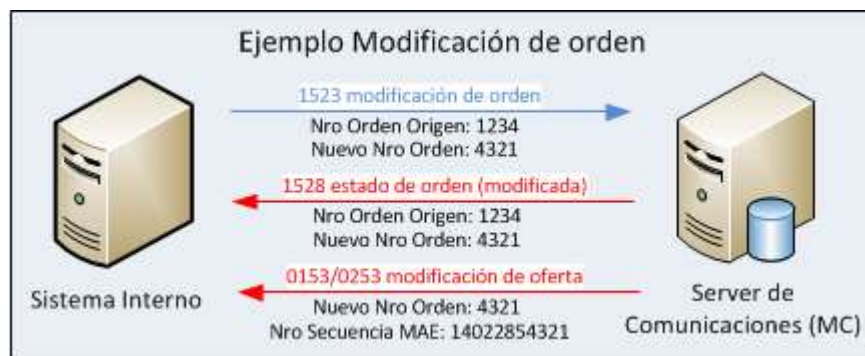 Ejemplo Modificación de orden
1523 modificación de orden
Nro Orden Origen: 1234
Nuevo Nro Orden: 4321
1528 estado de orden (modificada)
Nro Orden Origen: 1234
Nuevo Nro Orden: 4321
0153/0253 modificación de oferta
Nuevo Nro Orden: 4321
Nro Secuencia MAE: 14022854321
Sistema Interno
Server de
Comunicaciones (MC)